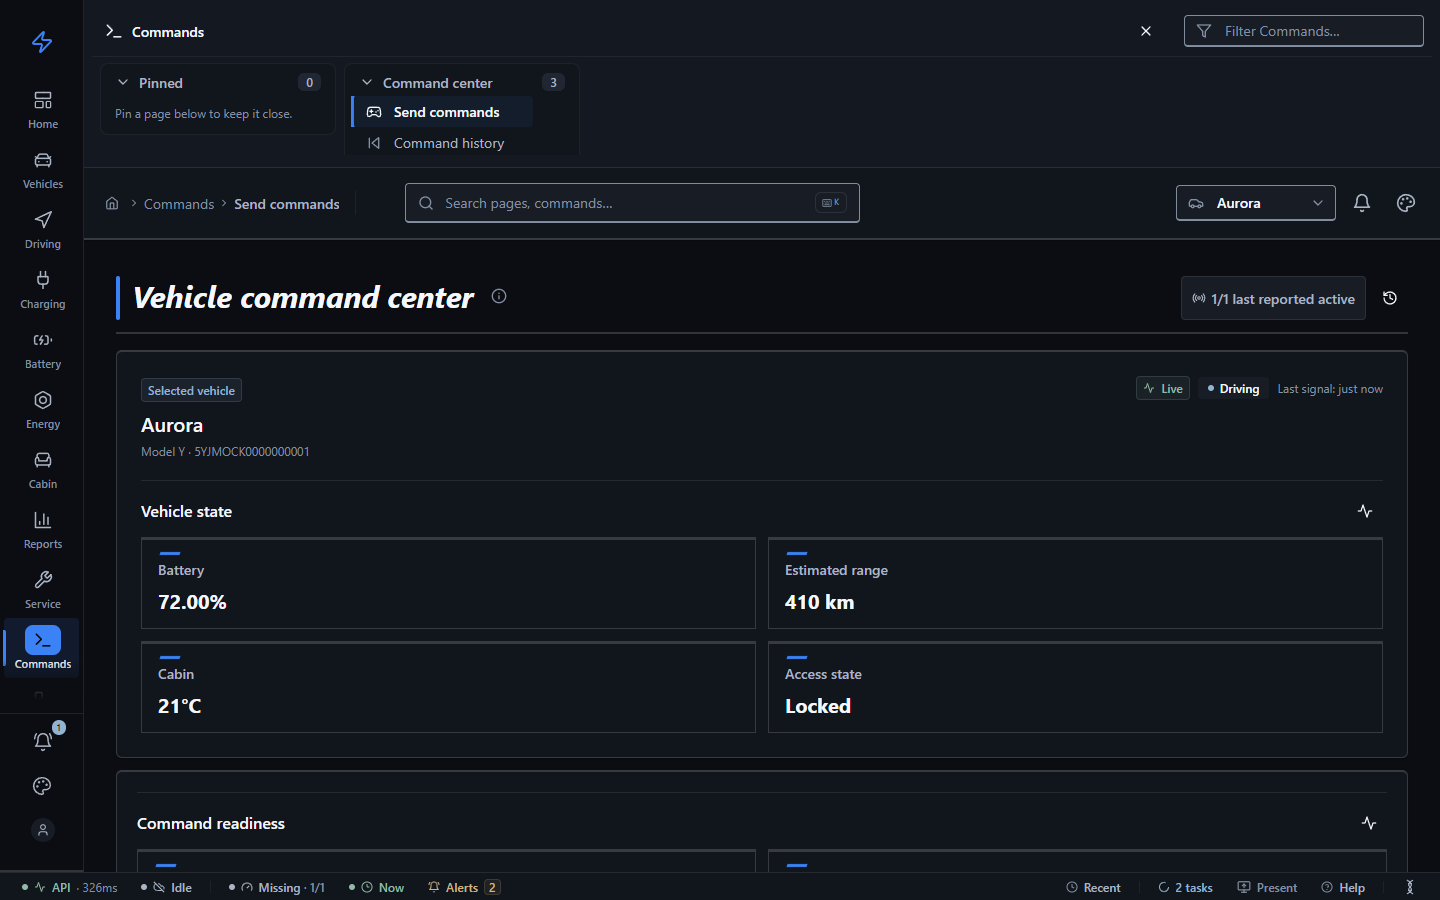 Commands
Filter Commands...
Pinned 0
Pin a page below to keep it close.
Command center 3
Send commands
Command history
Home
Vehicles
Driving
Charging
Battery
Energy
Cabin
Reports
Service
Commands
1
Commands
Send commands
Search pages, commands...
K
Aurora
Vehicle command center
1/1 last reported active
Selected vehicle
Live
Driving
Last signal: just now
Aurora
Model Y · 5YJMOCK0000000001
Vehicle state
Battery
72.00%
Estimated range
410 km
Cabin
21°C
Access state
Locked
Command readiness
API · 326ms
Idle
Missing · 1/1
Now
Alerts 2
Recent
2 tasks
Present
Help